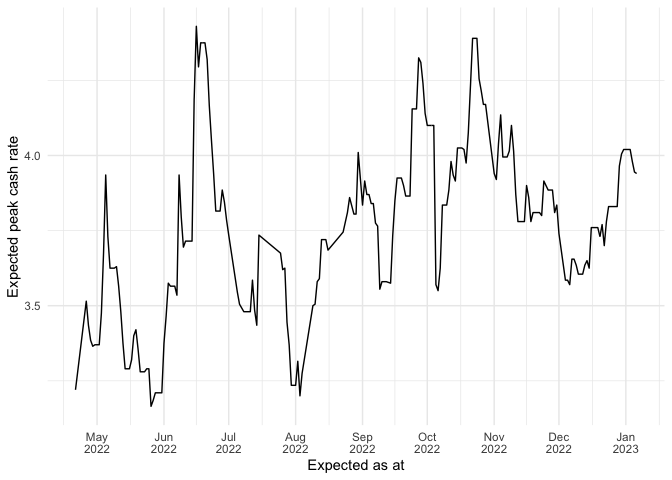 Expected peak cash rate
4.0
3.5
May Jun Jul Aug Sep Oct Nov Dec Jan
2022 2022 2022 2022 2022 2022 2022 2022 2023
Expected as at